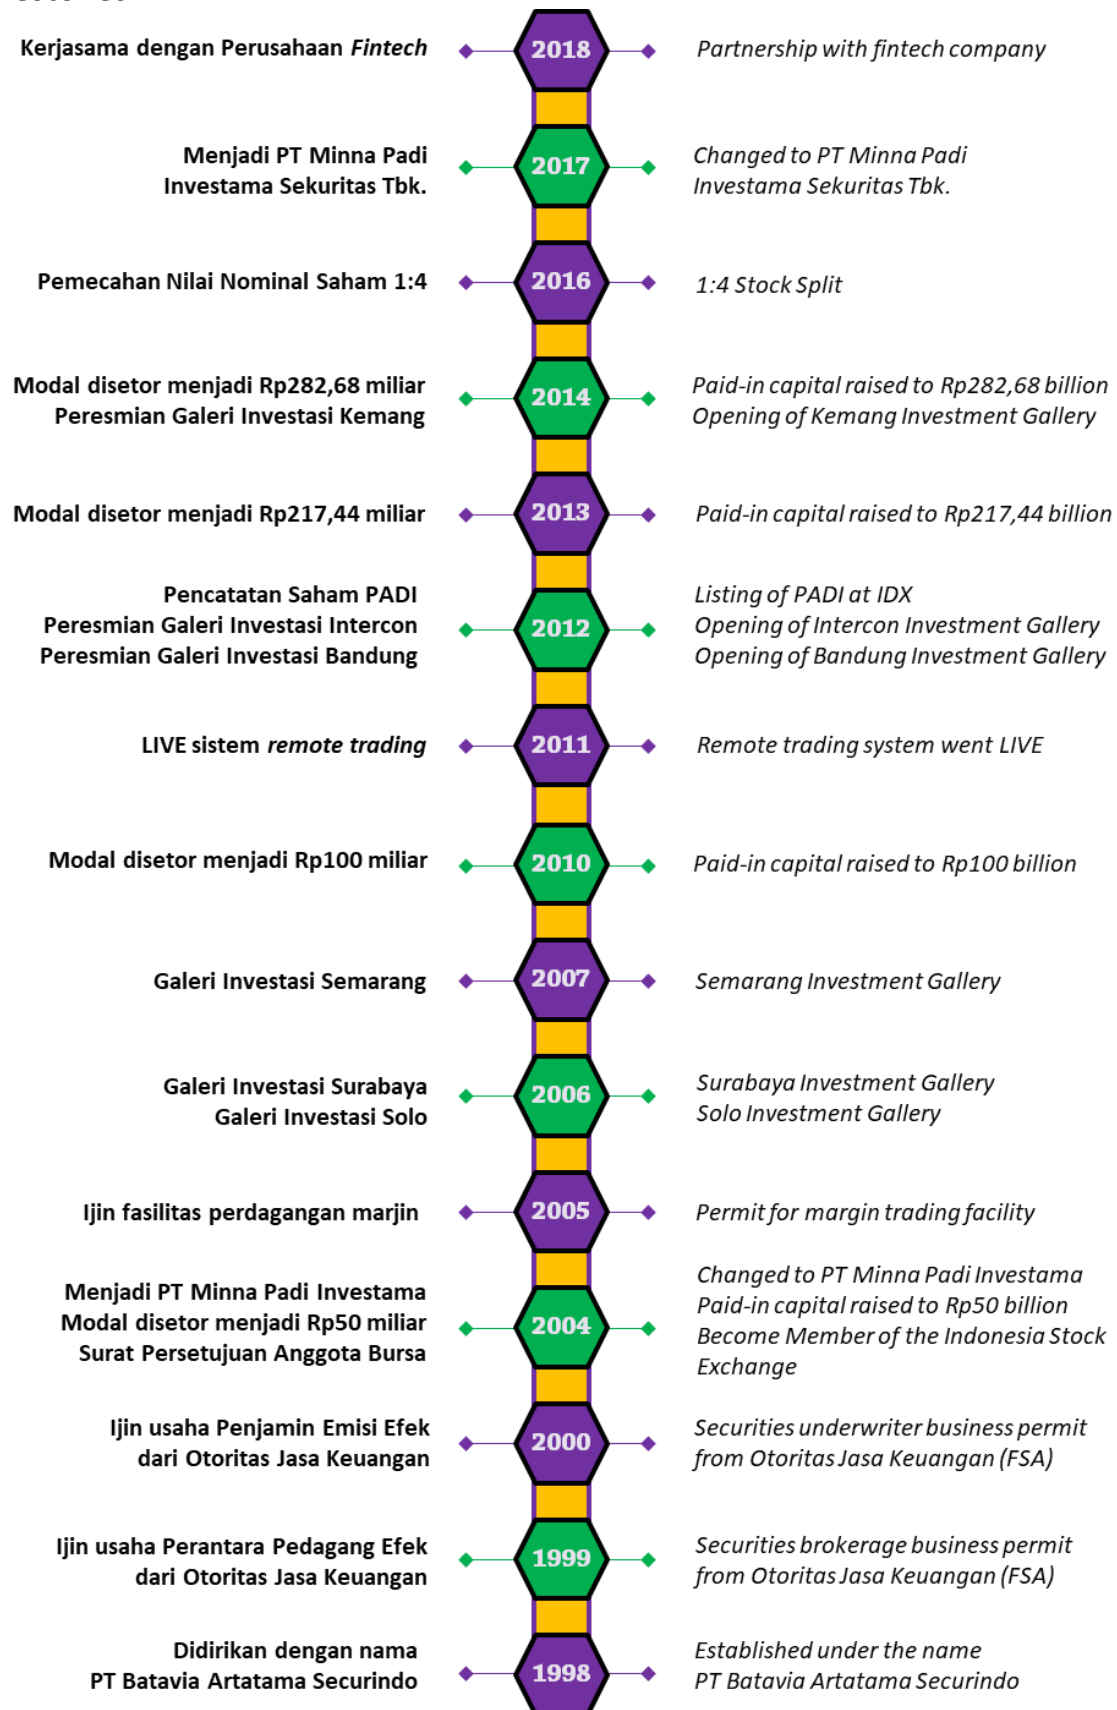 Kerjasama dengan Perusahaan Fintech
2018
Partnership with fintech company
Menjadi PT Minna Padi
Investama Sekuritas Tbk.
2017
Changed to PT Minna Padi
Investama Sekuritas Tbk.
Pemecahan Nilai Nominal Saham 1:4
2016
1:4 Stock Split
Modal disetor menjadi Rp282,68 miliar
Peresmian Galeri Investasi Kemang
2014
Paid-in capital raised to Rp282,68 billion
Opening of Kemang Investment Gallery
Modal disetor menjadi Rp217,44 miliar
2013
Paid-in capital raised to Rp217,44 billion
Pencatatan Saham PADI
Peresmian Galeri Investasi Intercon
Peresmian Galeri Investasi Bandung
2012
Listing of PADI at IDX
Opening of Intercon Investment Gallery
Opening of Bandung Investment Gallery
LIVE sistem remote trading
2011
Remote trading system went LIVE
Modal disetor menjadi Rp100 miliar
2010
Paid-in capital raised to Rp100 billion
Galeri Investasi Semarang
2007
Semarang Investment Gallery
Galeri Investasi Surabaya
Galeri Investasi Solo
2006
Surabaya Investment Gallery
Solo Investment Gallery
Ijin fasilitas perdagangan marjin
2005
Permit for margin trading facility
Menjadi PT Minna Padi Investama
Modal disetor menjadi Rp50 miliar
Surat Persetujuan Anggota Bursa
2004
Changed to PT Minna Padi Investama
Paid-in capital raised to Rp50 billion
Become Member of the Indonesia Stock
Exchange
Ijin usaha Penjamin Emisi Efek
dari Otoritas Jasa Keuangan
2000
Securities underwriter business permit
from Otoritas Jasa Keuangan (FSA)
Ijin usaha Perantara Pedagang Efek
dari Otoritas Jasa Keuangan
1999
Securities brokerage business permit
from Otoritas Jasa Keuangan (FSA)
Didirikan dengan nama
PT Batavia Artatama Securindo
1998
Established under the name
PT Batavia Artatama Securindo